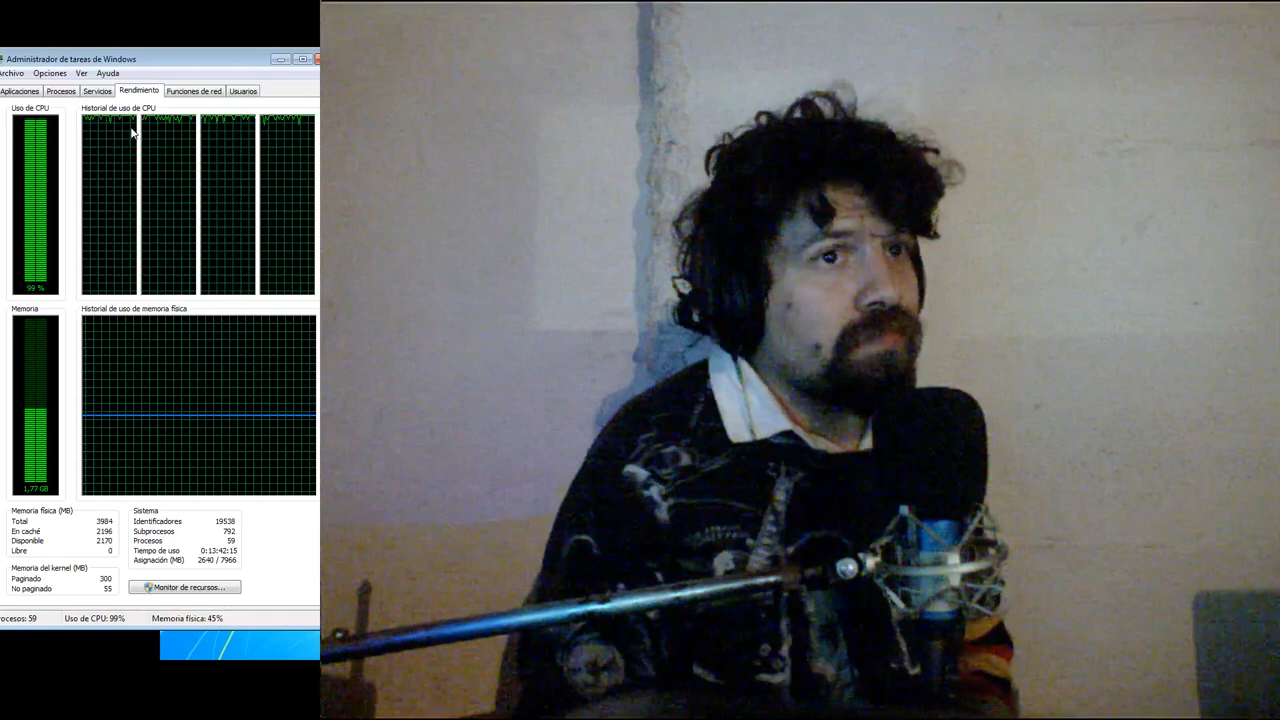 Administrador de tareas de Windows
Archivo Opciones Ver Ayuda
Aplicaciones Procesos Servicios Rendimiento Funciones de red Usuarios
Uso de CPU
Historial de uso de CPU
99 %
Memoria
Historial de uso de memoria física
1,77 GB
Memoria física (MB)
Total 3984
En caché 2196
Disponible 2170
Libre 0
Memoria del kernel (MB)
Paginado 300
No paginado 55
Sistema
Identificadores 19538
Subprocesos 792
Procesos 59
Tiempo de uso 0:13:42:15
Asignación (MB) 2640 / 7966
Monitor de recursos...
rocesos: 59 Uso de CPU: 99% Memoria física: 45%